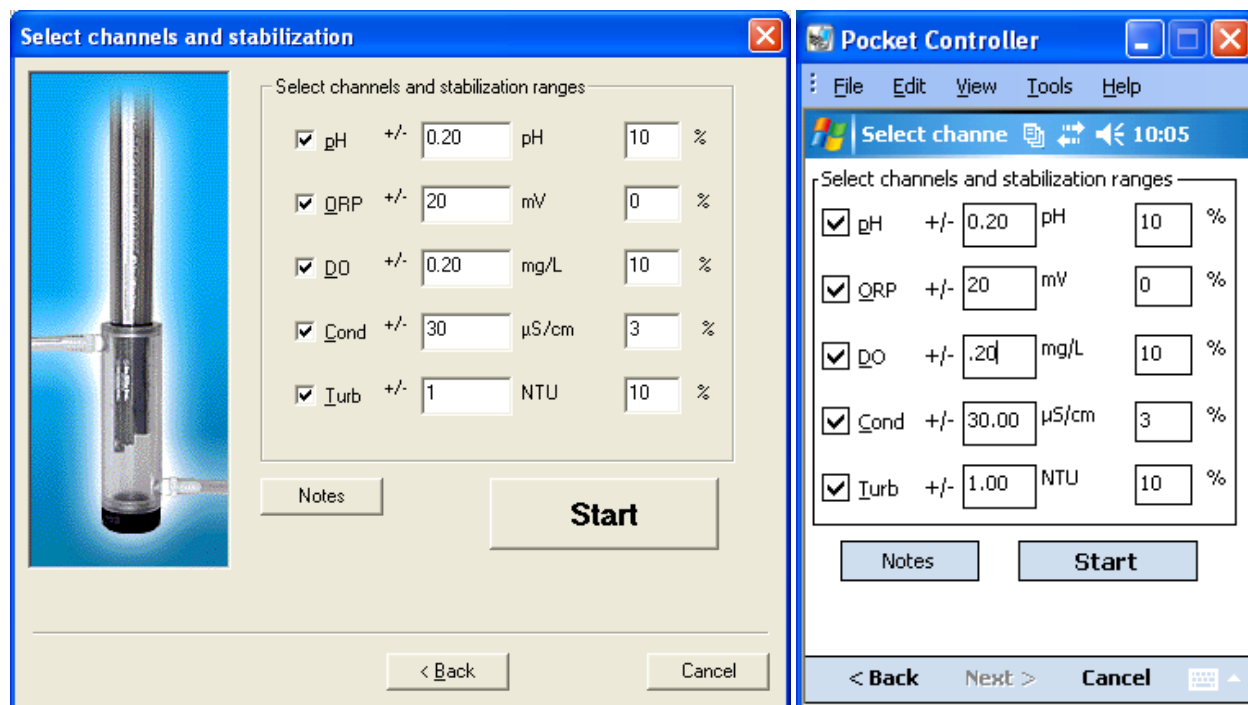 Select channels and stabilization
Select channels and stabilization ranges
pH +/- 0.20 pH 10 %
ORP +/- 20 mV 0 %
DO +/- 0.20 mg/L 10 %
Cond +/- 30 µS/cm 3 %
Turb +/- 1 NTU 10 %
Notes
Start
< Back Cancel
Pocket Controller
File Edit View Tools Help
Select channe 10:05
Select channels and stabilization ranges
pH +/- 0.20 pH 10 %
ORP +/- 20 mV 0 %
DO +/- .20 mg/L 10 %
Cond +/- 30.00 µS/cm 3 %
Turb +/- 1.00 NTU 10 %
Notes Start
< Back Next > Cancel